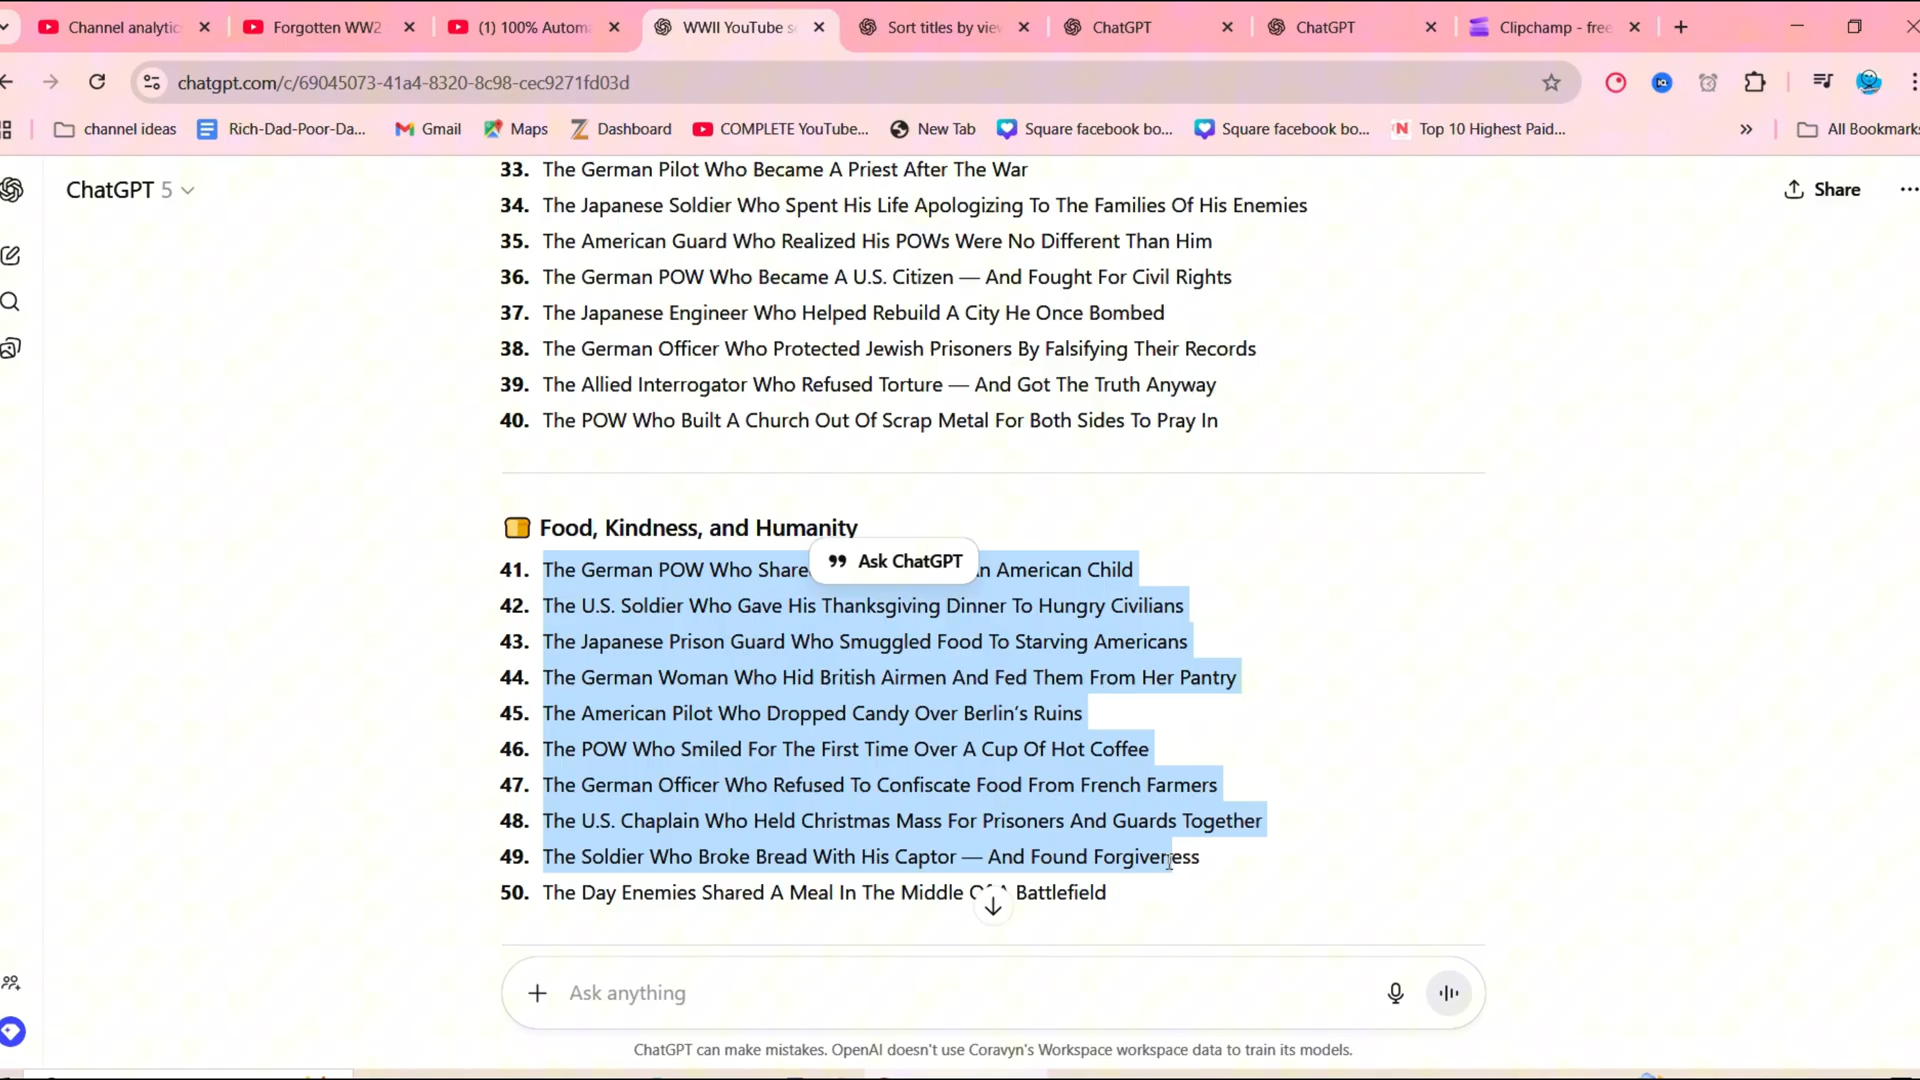 Channel analytic
Forgotten WW2
(1) 100% Autom
WWII YouTube s
Sort titles by vie
ChatGPT
ChatGPT
Clipchamp - free
chatgpt.com/c/69045073-41a4-8320-8c98-cec9271fd03d
channel ideas
Rich-Dad-Poor-Da...
Gmail
Maps
Dashboard
COMPLETE YouTube...
New Tab
Square facebook bo...
Square facebook bo...
Top 10 Highest Paid...
All Bookmarks
ChatGPT 5
Share
33. The German Pilot Who Became A Priest After The War
34. The Japanese Soldier Who Spent His Life Apologizing To The Families Of His Enemies
35. The American Guard Who Realized His POWs Were No Different Than Him
36. The German POW Who Became A U.S. Citizen — And Fought For Civil Rights
37. The Japanese Engineer Who Helped Rebuild A City He Once Bombed
38. The German Officer Who Protected Jewish Prisoners By Falsifying Their Records
39. The Allied Interrogator Who Refused Torture — And Got The Truth Anyway
40. The POW Who Built A Church Out Of Scrap Metal For Both Sides To Pray In
Food, Kindness, and Humanity
Ask ChatGPT
41. The German POW Who Share n American Child
42. The U.S. Soldier Who Gave His Thanksgiving Dinner To Hungry Civilians
43. The Japanese Prison Guard Who Smuggled Food To Starving Americans
44. The German Woman Who Hid British Airmen And Fed Them From Her Pantry
45. The American Pilot Who Dropped Candy Over Berlin’s Ruins
46. The POW Who Smiled For The First Time Over A Cup Of Hot Coffee
47. The German Officer Who Refused To Confiscate Food From French Farmers
48. The U.S. Chaplain Who Held Christmas Mass For Prisoners And Guards Together
49. The Soldier Who Broke Bread With His Captor — And Found Forgiveness
50. The Day Enemies Shared A Meal In The Middle Of A Battlefield
Ask anything
ChatGPT can make mistakes. OpenAI doesn't use Coravyn's Workspace workspace data to train its models.